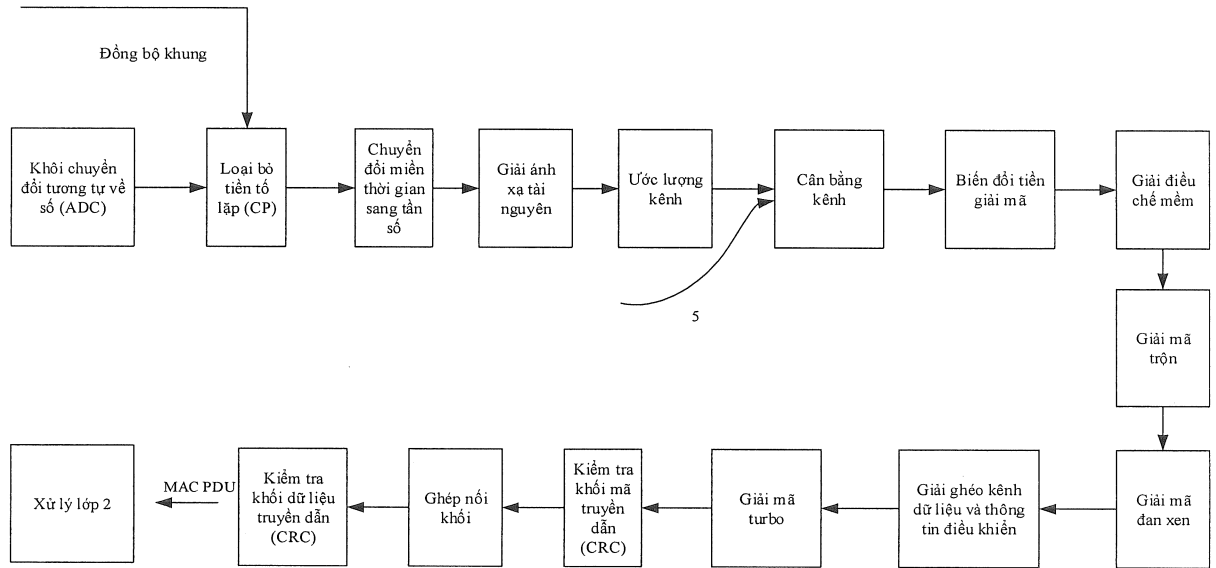 Đồng bộ khung
Khôi chuyển
đổi tương tự về
số (ADC)
Loại bỏ
tiền tố
lặp (CP)
Chuyển
đổi miền
thời gian
sang tần
số
Giải ánh
xạ tài
nguyên
Ước lượng
kênh
Cân bằng
kênh
Biến đổi tiền
giải mã
Giải điều
chế mềm
5
Giải mã
trộn
Giải mã
đan xen
Giải ghéo kênh
dữ liệu và thông
tin điều khiển
Giải mã
turbo
Kiểm tra
khối mã
truyền
dẫn
(CRC)
Ghép nối
khối
Kiểm tra
khối dữ liệu
truyền dẫn
(CRC)
MAC PDU
Xử lý lớp 2